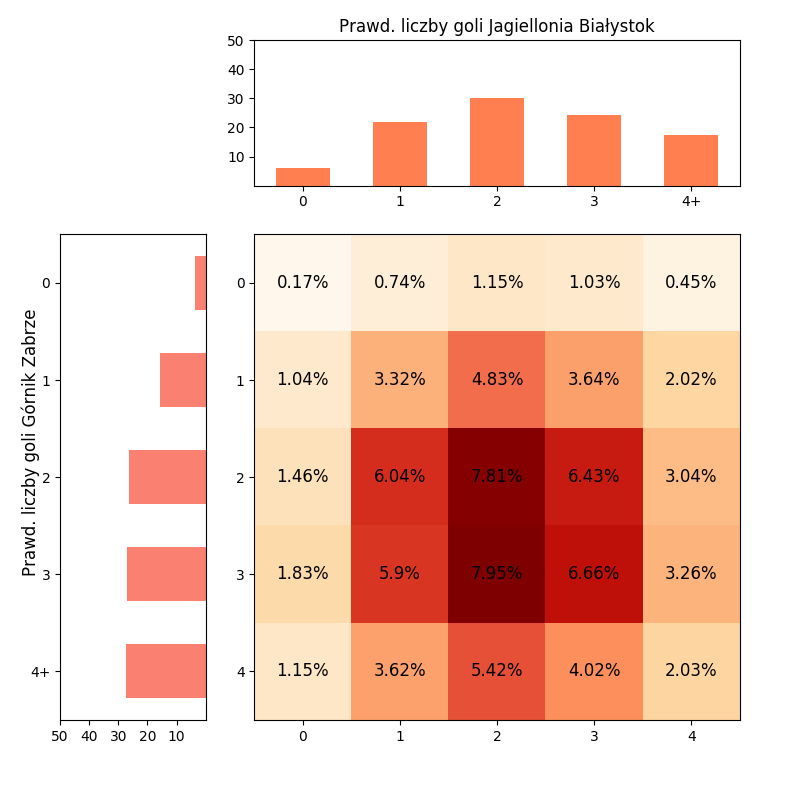 Prawd. liczby goli Jagiellonia Białystok
50
40
30
20
10
0 1 2 3 4+
Prawd. liczby goli Górnik Zabrze
0
1
2
3
4+
50 40 30 20 10
0 0.17% 0.74% 1.15% 1.03% 0.45%
1 1.04% 3.32% 4.83% 3.64% 2.02%
2 1.46% 6.04% 7.81% 6.43% 3.04%
3 1.83% 5.9% 7.95% 6.66% 3.26%
4 1.15% 3.62% 5.42% 4.02% 2.03%
0 1 2 3 4